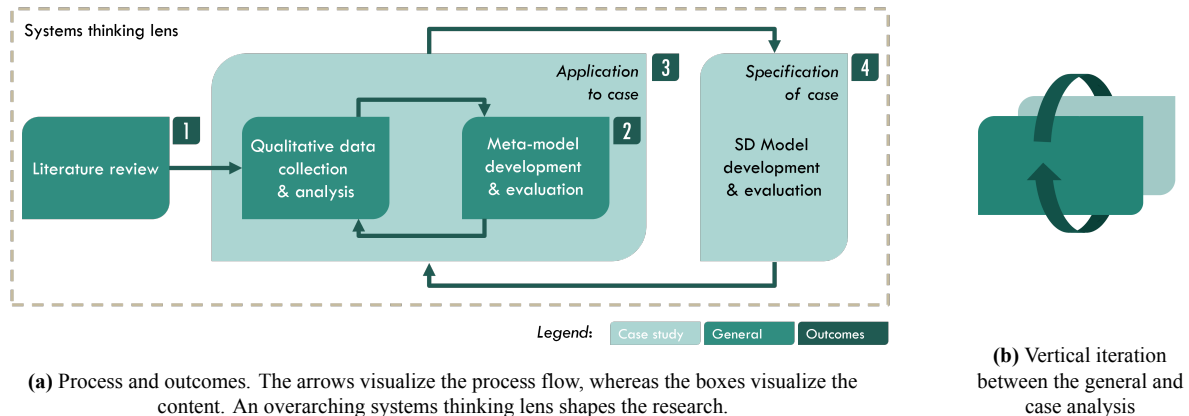 Systems thinking lens
Application
to case
3
Specification
of case
4
1
Literature review
Qualitative data
collection
& analysis
Meta-model
development
& evaluation
2
SD Model
development
& evaluation
Legend:
Case study
General
Outcomes
(a) Process and outcomes. The arrows visualize the process flow, whereas the boxes visualize the
content. An overarching systems thinking lens shapes the research.
(b) Vertical iteration
between the general and
case analysis